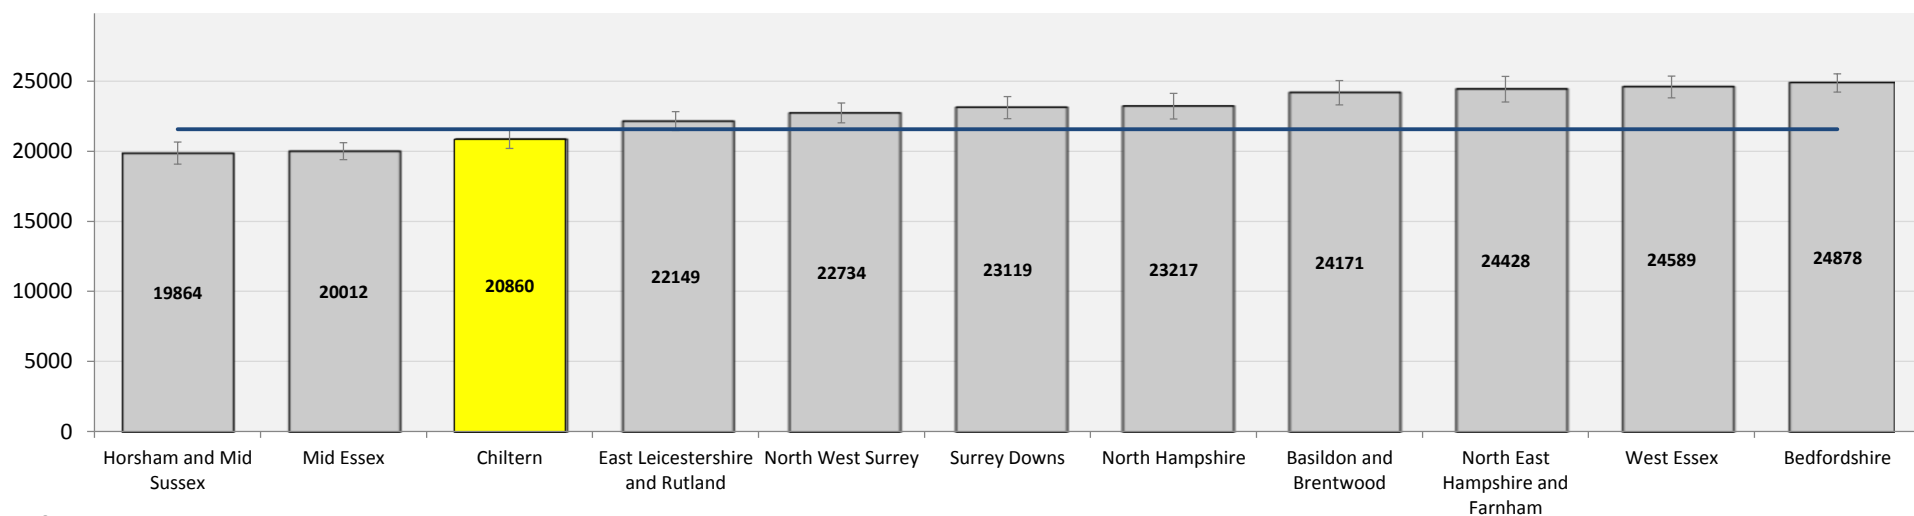 25000
20000
15000
10000
5000
0
19864
20012
20860
22149
22734
23119
23217
24171
24428
24589
24878
Horsham and Mid
Sussex
Mid Essex
Chiltern
East Leicestershire
and Rutland
North West Surrey
Surrey Downs
North Hampshire
Basildon and
Brentwood
North East
Hampshire and
Farnham
West Essex
Bedfordshire